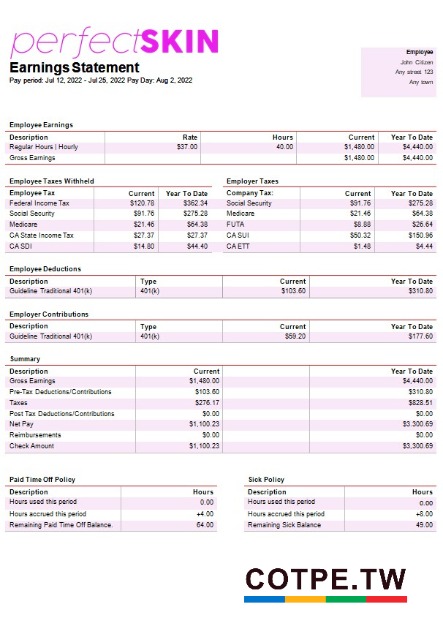 perfectSKIN
Earnings Statement
Pay period: Jul 12, 2022 - Jul 25, 2022 Pay Day: Aug 2, 2022
Employee
John Citizen
Any street 123
Any town
Employee Earnings
Description Rate Hours Current Year To Date
Regular Hours | Hourly $37.00 40.00 $1,480.00 $4,440.00
Gross Earnings $1,480.00 $4,440.00
Employee Taxes Withheld Employer Taxes
Employee Tax Current Year To Date Company Tax: Current Year To Date
Federal Income Tax $120.78 $362.34 Social Security $91.76 $275.28
Social Security $91.76 $275.28 Medicare $21.46 $64.38
Medicare $21.46 $64.38 FUTA $8.88 $26.64
CA State Income Tax $27.37 $27.37 CA SUI $50.32 $150.96
CA SDI $14.80 $44.40 CA ETT $1.48 $4.44
Employee Deductions
Description Type Current Year To Date
Guideline Traditional 401(k) 401(k) $103.60 $310.80
Employer Contributions
Description Type Current Year To Date
Guideline Traditional 401(k) 401(k) $59.20 $177.60
Summary
Description Current Year To Date
Gross Earnings $1,480.00 $4,440.00
Pre-Tax Deductions/Contributions $103.60 $310.80
Taxes $276.17 $828.51
Post Tax Deductions/Contributions $0.00 $0.00
Net Pay $1,100.23 $3.300.69
Reimbursements $0.00 $0.00
Check Amount $1,100.23 $3,300.69
Paid Time Off Policy Sick Policy
Description Hours Description Hours
Hours used this period 0.00 Hours used this period 0.00
Hours accrued this period +4.00 Hours accrued this period +8.00
Remaining Paid Time Off Balance. 64.00 Remaining Sick Balance 49.00
COTPE.TW